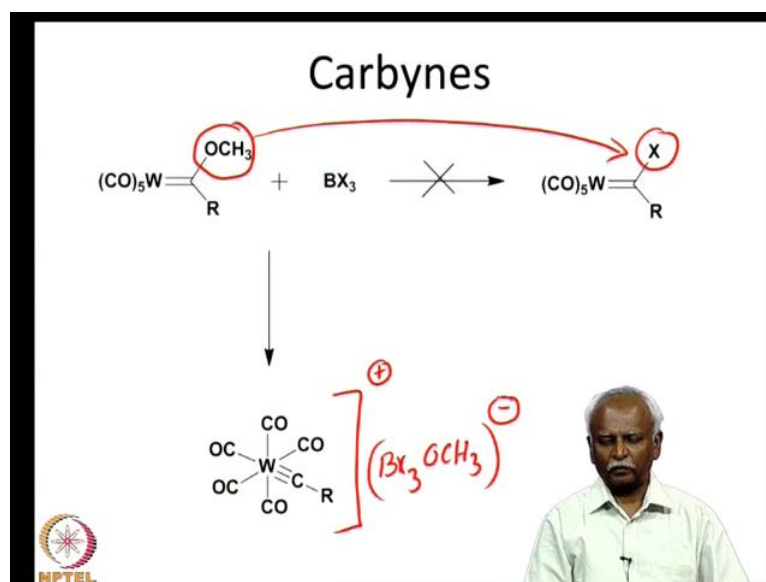 Carbynes
OCH₃
(CO)₅W
R
+
BX₃
X
(CO)₅W
R
CO
OC
CO
W
C
R
OC
CO
CO
+
(BX₃OCH₃)
−
NPTEL